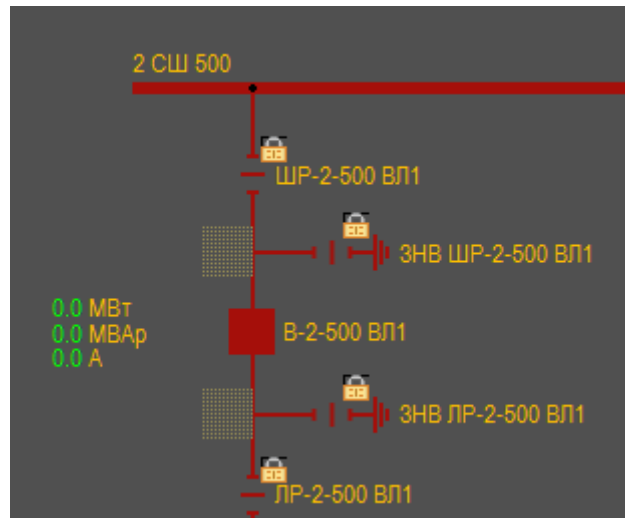 2 СШ 500
ШР-2-500 ВЛ1
ЗНВ ШР-2-500 ВЛ1
0.0 МВт
0.0 МВАр
0.0 А
В-2-500 ВЛ1
ЗНВ ЛР-2-500 ВЛ1
ЛР-2-500 ВЛ1